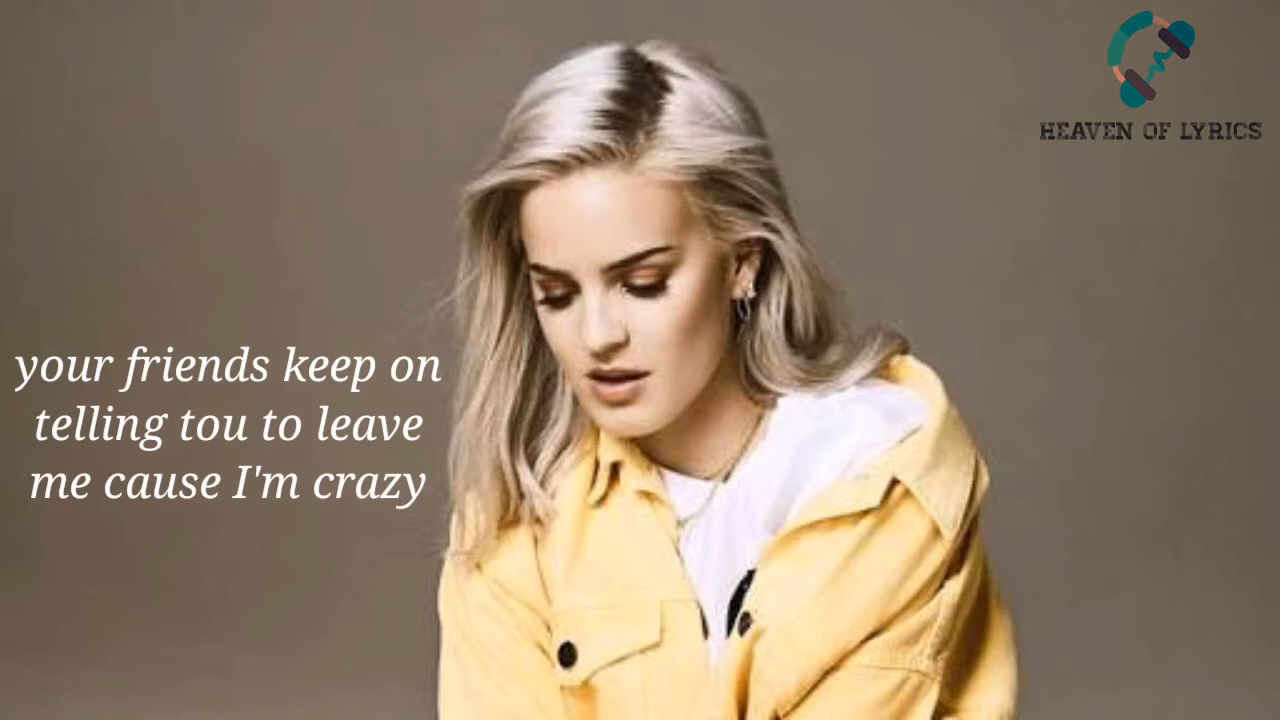 HEAVEN OF LYRICS
your friends keep on
telling tou to leave
me cause I'm crazy